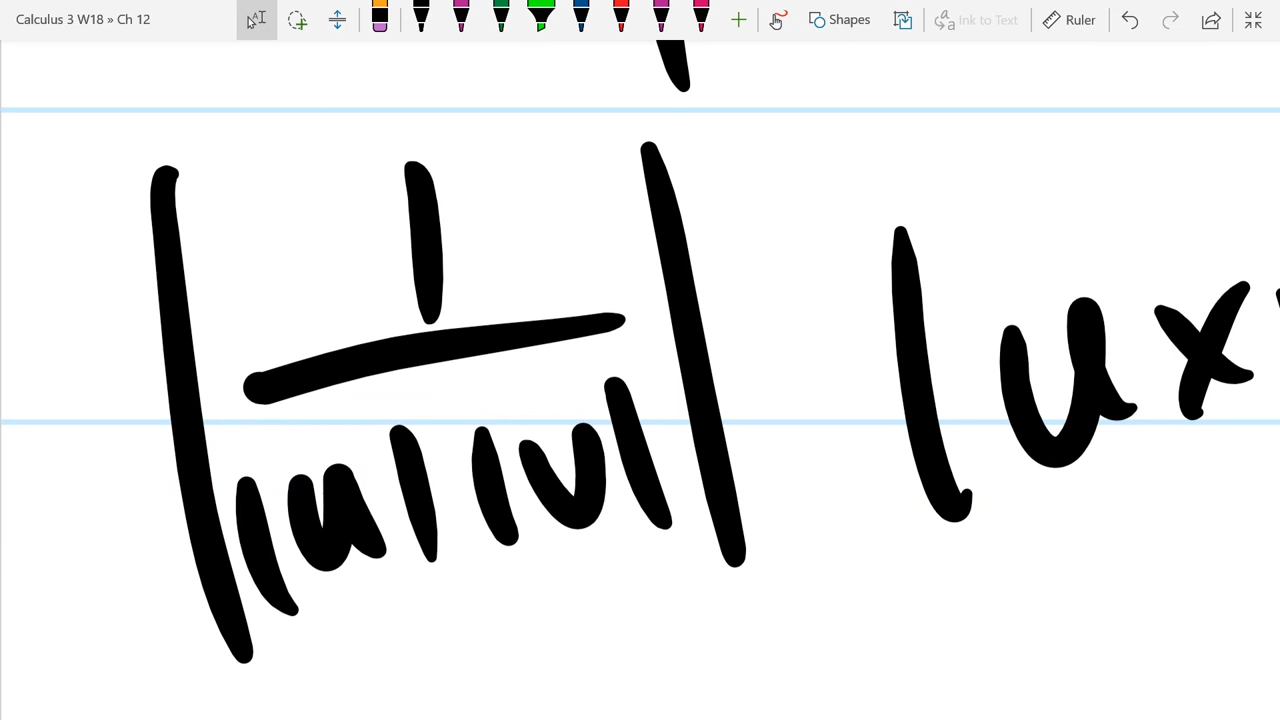 Calculus 3 W18 » Ch 12
Shapes
Ink to Text
Ruler
| 1 / |u||v| | |u×